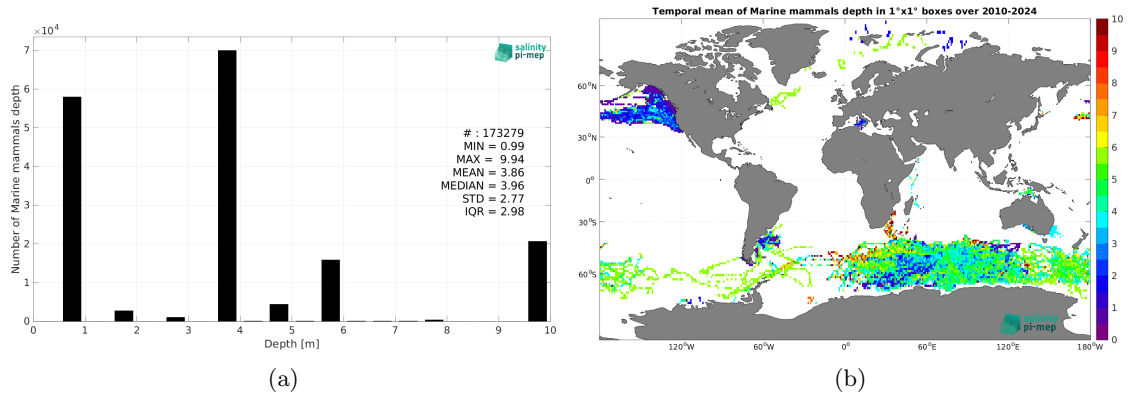 x 10⁴
7
6
5
4
3
2
1
0
Number of Marine mammals depth
salinity
pi-mep
# : 173279
MIN = 0.99
MAX = 9.94
MEAN = 3.86
MEDIAN = 3.96
STD = 2.77
IQR = 2.98
0 1 2 3 4 5 6 7 8 9 10
Depth [m]
(a)
Temporal mean of Marine mammals depth in 1°x1° boxes over 2010-2024
60°N
30°N
0°
30°S
60°S
120°W 60°W 0° 60°E 120°E 180°W
salinity
pi-mep
10
9
8
7
6
5
4
3
2
1
0
(b)